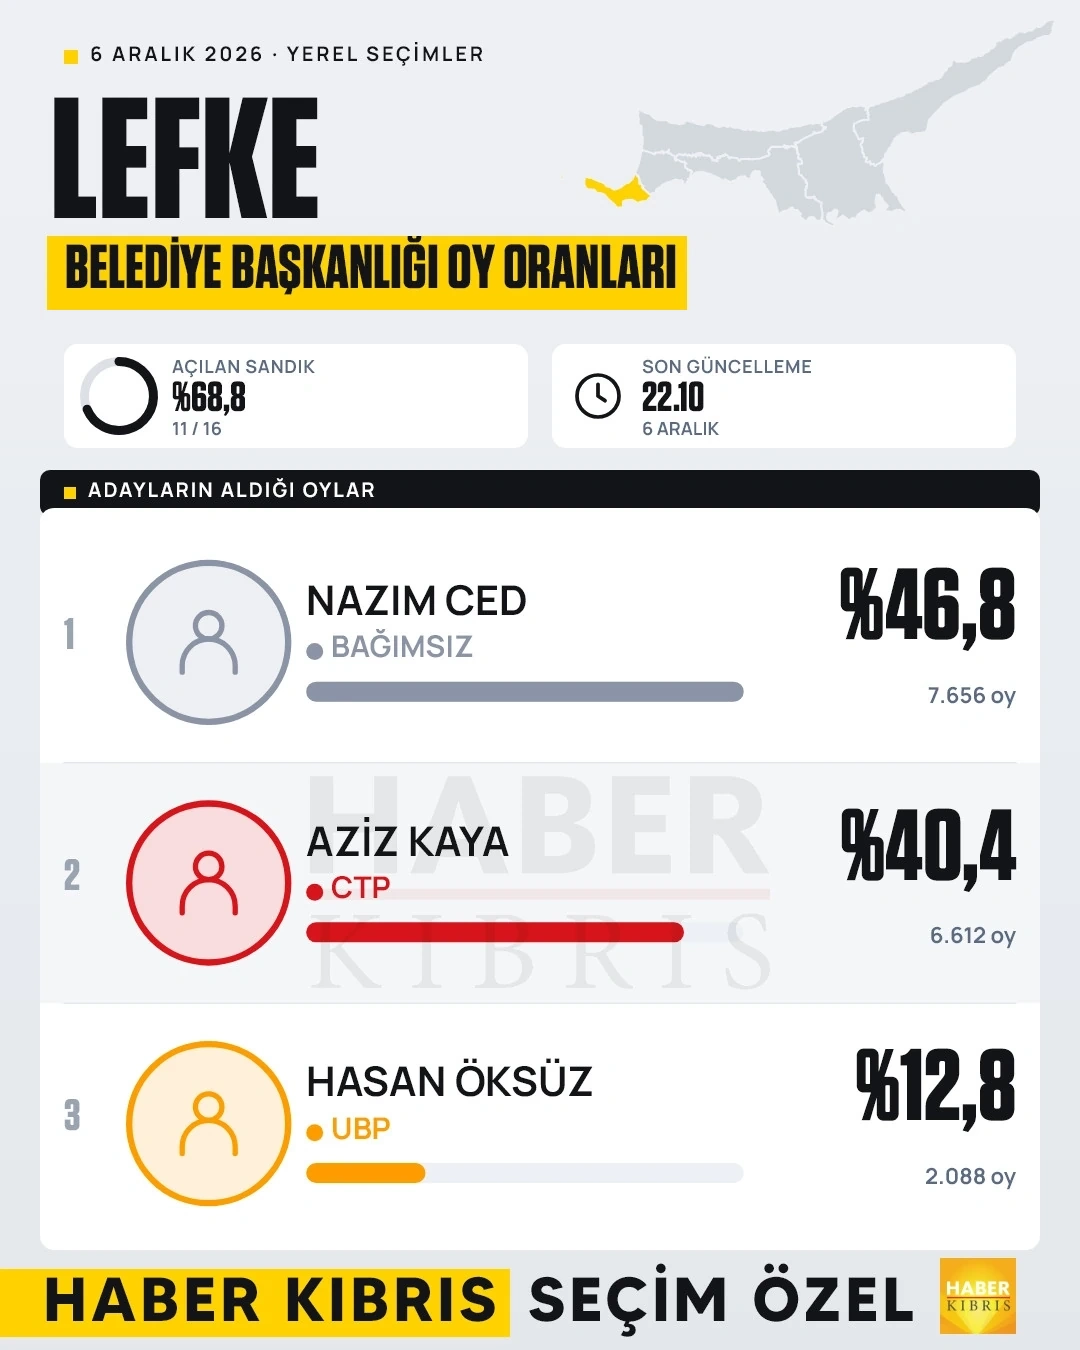 6 ARALIK 2026 · YEREL SEÇİMLER
LEFKE
BELEDİYE BAŞKANLIĞI OY ORANLARI
AÇILAN SANDIK
%68,8
11 / 16
SON GÜNCELLEME
22.10
6 ARALIK
ADAYLARIN ALDIĞI OYLAR
1
NAZIM CED
BAĞIMSIZ
%46,8
7.656 oy
HABER
KIBRIS
2
AZİZ KAYA
CTP
%40,4
6.612 oy
3
HASAN ÖKSÜZ
UBP
%12,8
2.088 oy
HABER KIBRIS SEÇİM ÖZEL
HABER
KIBRIS